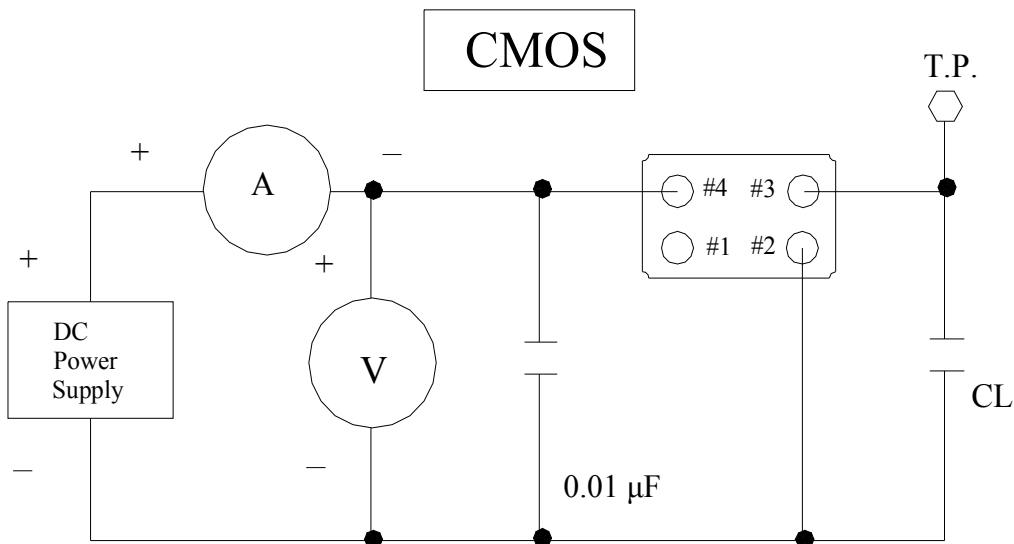 CMOS
T.P.
+
–
A
#4 #3
+
+
#1 #2
DC
Power
Supply
V
CL
–
–
0.01 µF